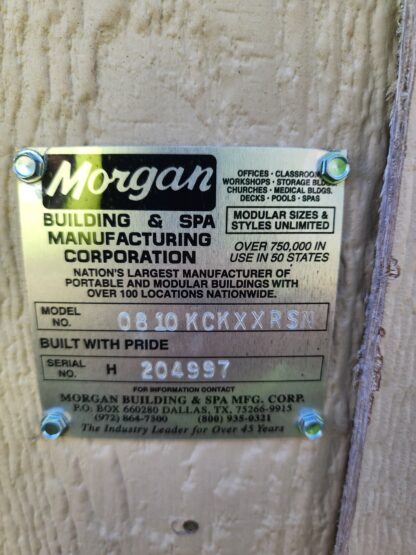 Morgan
OFFICES · CLASSROOMS
WORKSHOPS · STORAGE BLDGS.
CHURCHES · MEDICAL BLDGS.
DECKS · POOLS · SPAS
BUILDING & SPA
MANUFACTURING
CORPORATION
MODULAR SIZES &
STYLES UNLIMITED
OVER 750,000 IN
USE IN 50 STATES
NATION'S LARGEST MANUFACTURER OF
PORTABLE AND MODULAR BUILDINGS WITH
OVER 100 LOCATIONS NATIONWIDE.
MODEL NO. 0810KCKXXRSN
BUILT WITH PRIDE
SERIAL NO. H 204997
FOR INFORMATION CONTACT
MORGAN BUILDING & SPA MFG. CORP.
P.O. BOX 660280 DALLAS, TX, 75266-9915
(972) 864-7300 (800) 935-0321
The Industry Leader for Over 45 Years